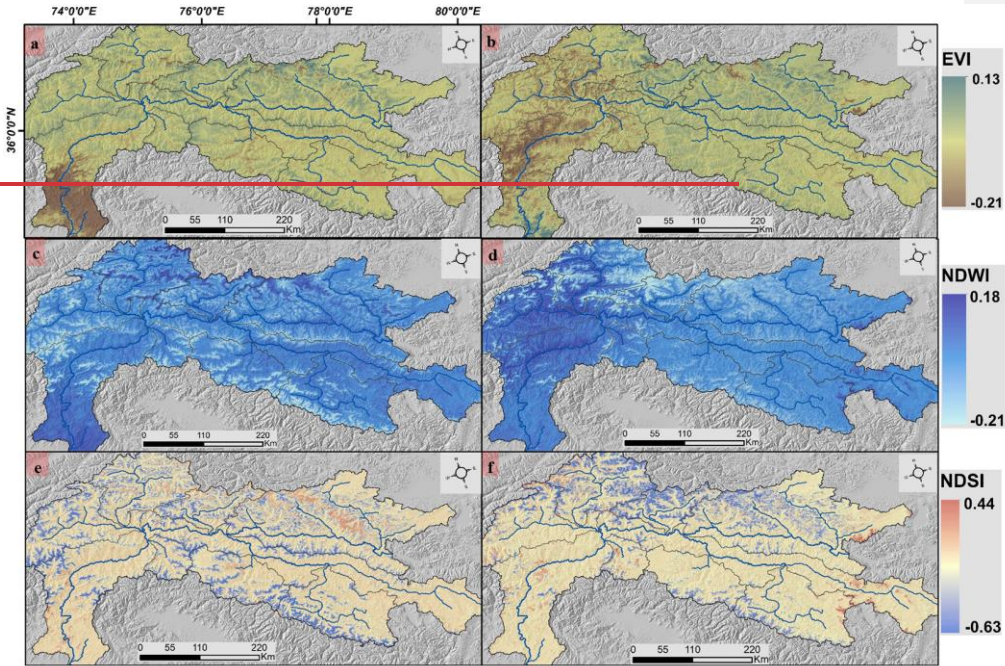 74°0'0"E 76°0'0"E 78°0'0"E 80°0'0"E
36°0'0"N
a
0 55 110 220
Km
b
0 55 110 220
Km
EVI
0.13
-0.21
c
0 55 110 220
Km
d
0 55 110 220
Km
NDWI
0.18
-0.21
e
0 55 110 220
Km
f
0 55 110 220
Km
NDSI
0.44
-0.63